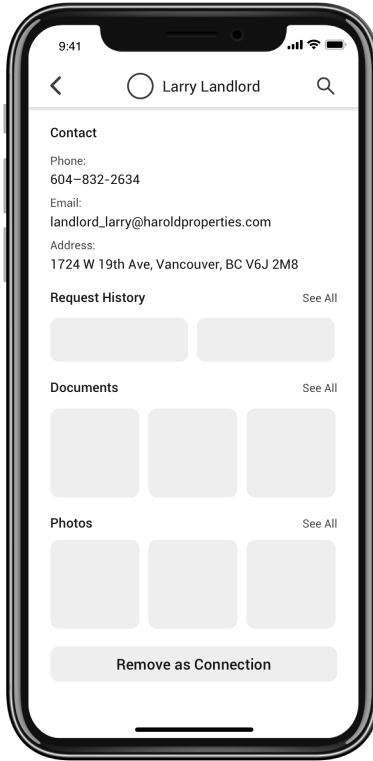 9:41
Larry Landlord
Contact
Phone:
604–832-2634
Email:
landlord_larry@haroldproperties.com
Address:
1724 W 19th Ave, Vancouver, BC V6J 2M8
Request History See All
Documents See All
Photos See All
Remove as Connection